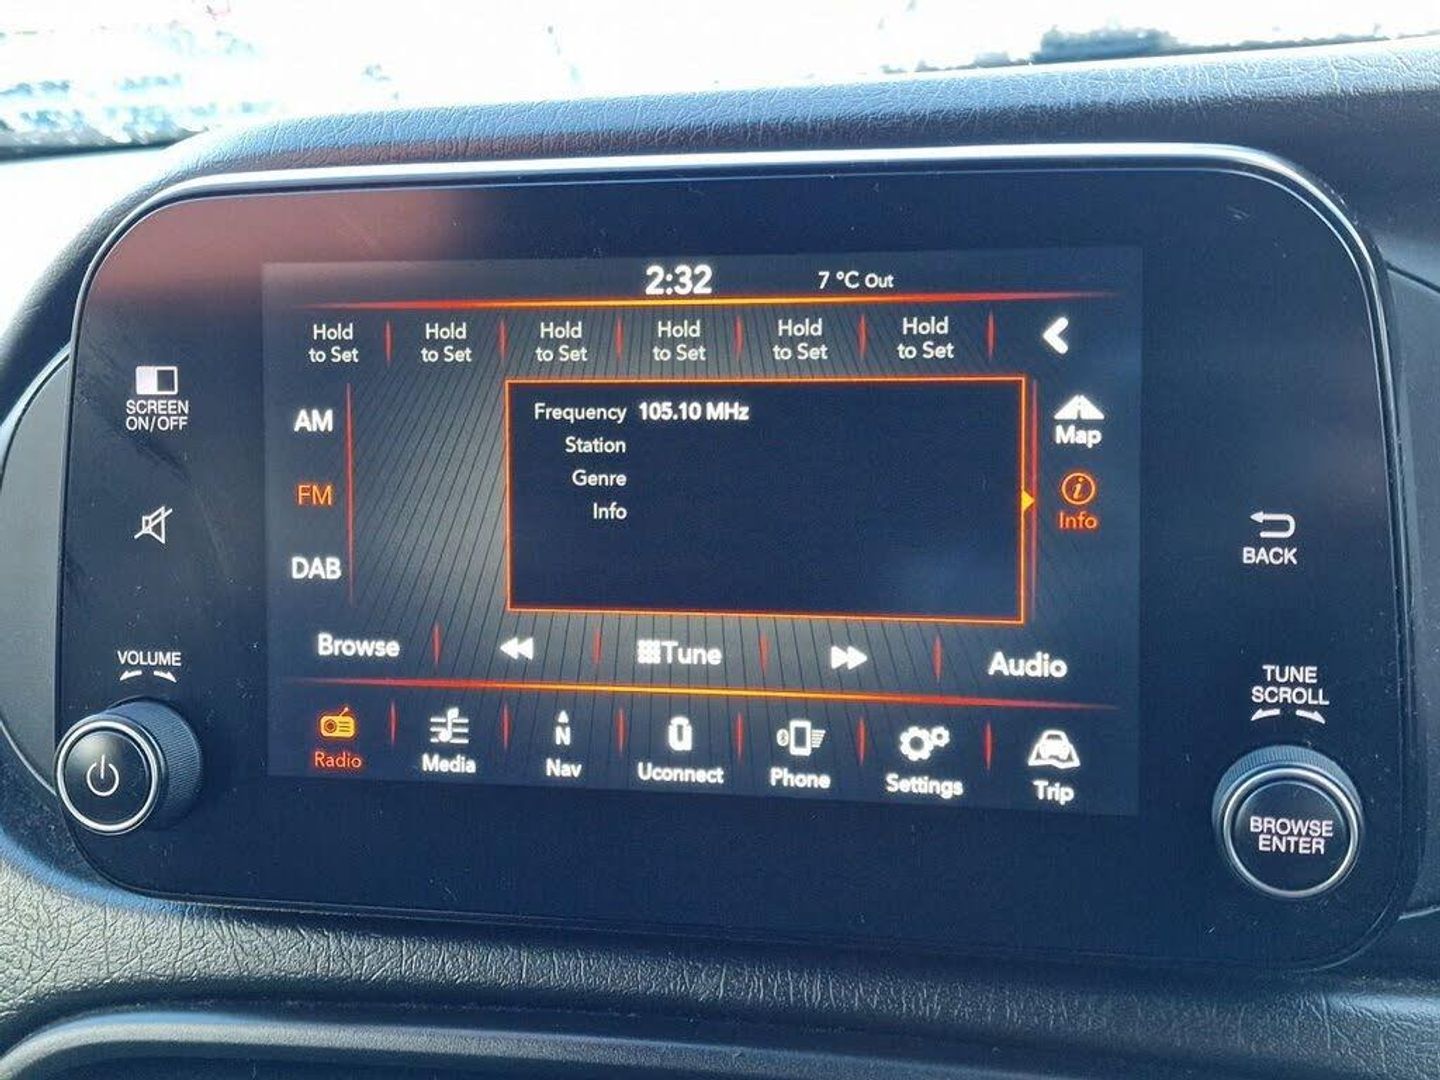 2:32 7 °C Out
Hold to Set
Hold to Set
Hold to Set
Hold to Set
Hold to Set
Hold to Set
SCREEN
ON/OFF
AM
FM
DAB
Frequency 105.10 MHz
Station
Genre
Info
Map
Info
BACK
Browse Tune Audio
VOLUME
TUNE
SCROLL
Radio Media N Nav Uconnect Phone Settings Trip
BROWSE
ENTER